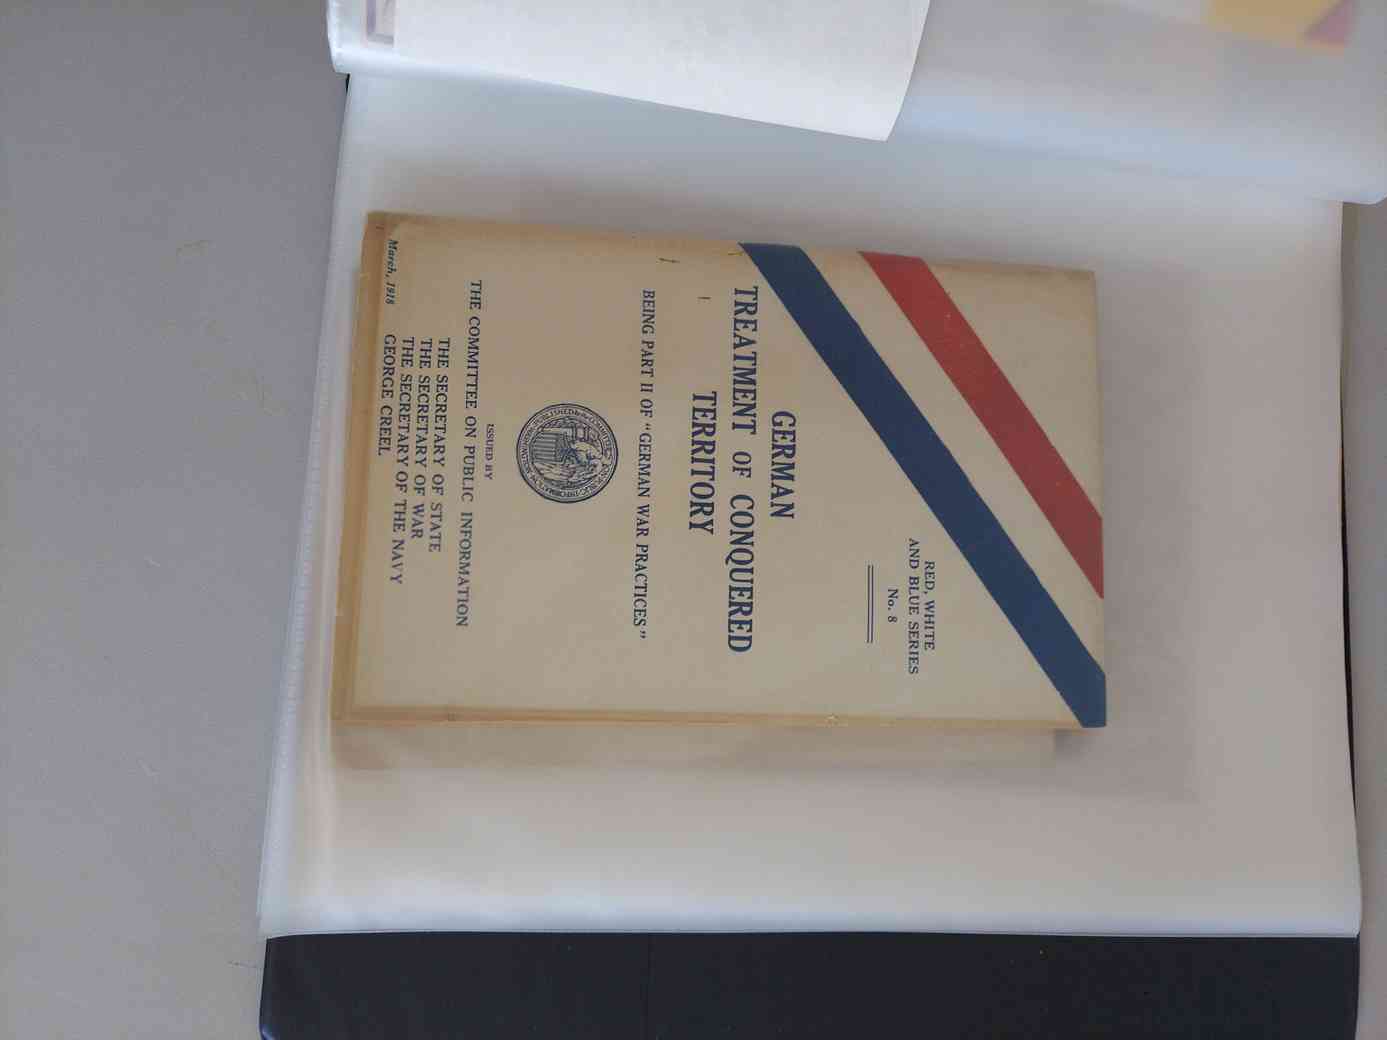 RED, WHITE
AND BLUE SERIES
No. 8
GERMAN
TREATMENT OF CONQUERED
TERRITORY
BEING PART II OF "GERMAN WAR PRACTICES"
ISSUED BY
THE COMMITTEE ON PUBLIC INFORMATION
THE SECRETARY OF STATE
THE SECRETARY OF WAR
THE SECRETARY OF THE NAVY
GEORGE CREEL
March, 1918